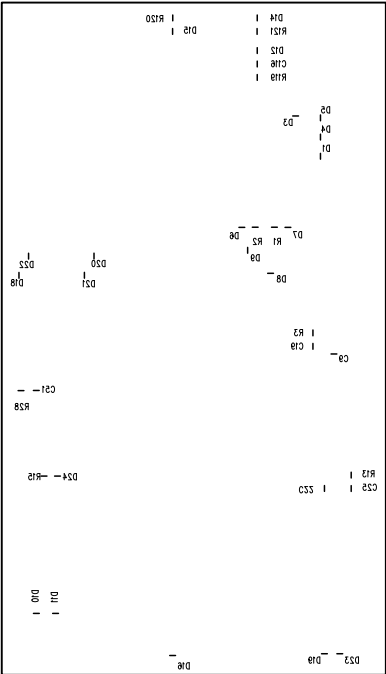 R120
D14
D15
R121
D12
C116
R119
D5
D3
D4
D1
D6
R2
R1
D7
D9
D22
D20
D18
D21
D8
R3
C19
C9
C51
R28
R15
D24
R13
C22
C25
D10
D11
D16
D19
D23